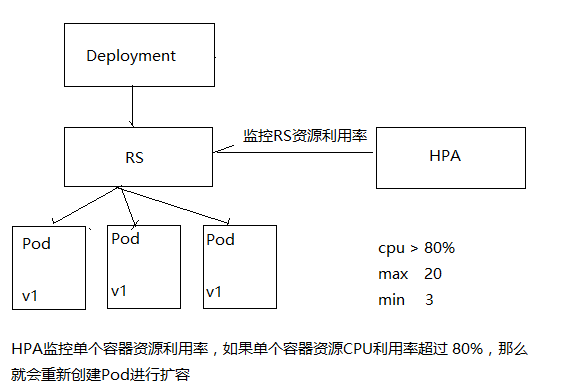 Deployment
监控RS资源利用率
RS
HPA
Pod
Pod
Pod
v1
v1
v1
cpu > 80%
max 20
min 3
HPA监控单个容器资源利用率，如果单个容器资源CPU利用率超过 80%，那么
就会重新创建Pod进行扩容